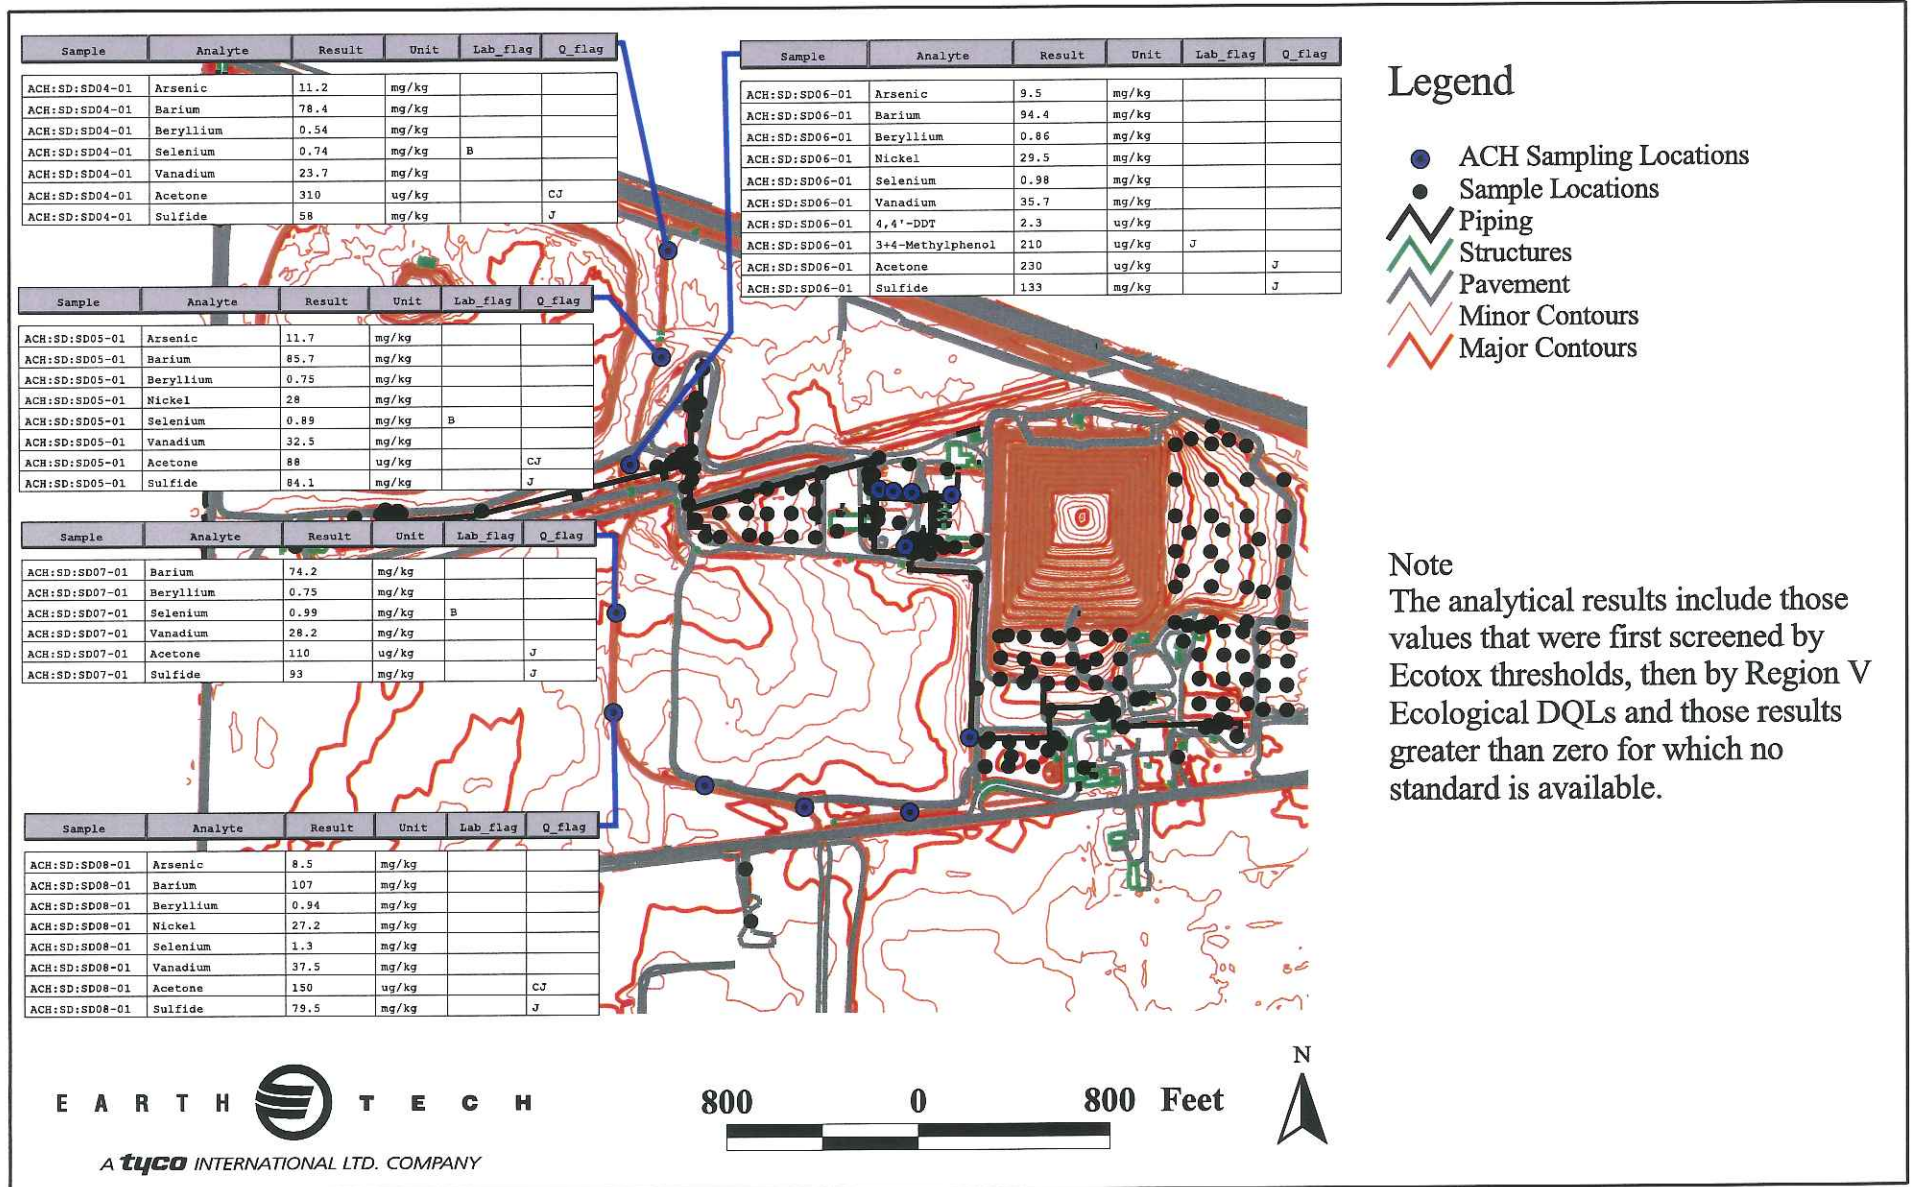 Sample Analyte Result Unit Lab_flag Q_flag
ACH:SD:SD04-01 Arsenic 11.2 mg/kg
ACH:SD:SD04-01 Barium 78.4 mg/kg
ACH:SD:SD04-01 Beryllium 0.54 mg/kg
ACH:SD:SD04-01 Selenium 0.74 mg/kg B
ACH:SD:SD04-01 Vanadium 23.7 mg/kg
ACH:SD:SD04-01 Acetone 310 ug/kg CJ
ACH:SD:SD04-01 Sulfide 58 mg/kg J
Sample Analyte Result Unit Lab_flag Q_flag
ACH:SD:SD06-01 Arsenic 9.5 mg/kg
ACH:SD:SD06-01 Barium 94.4 mg/kg
ACH:SD:SD06-01 Beryllium 0.86 mg/kg
ACH:SD:SD06-01 Nickel 29.5 mg/kg
ACH:SD:SD06-01 Selenium 0.98 mg/kg
ACH:SD:SD06-01 Vanadium 35.7 mg/kg
ACH:SD:SD06-01 4,4'-DDT 2.3 ug/kg
ACH:SD:SD06-01 3+4-Methylphenol 210 ug/kg J
ACH:SD:SD06-01 Acetone 230 ug/kg J
ACH:SD:SD06-01 Sulfide 133 mg/kg J
Sample Analyte Result Unit Lab_flag Q_flag
ACH:SD:SD05-01 Arsenic 11.7 mg/kg
ACH:SD:SD05-01 Barium 85.7 mg/kg
ACH:SD:SD05-01 Beryllium 0.75 mg/kg
ACH:SD:SD05-01 Nickel 28 mg/kg
ACH:SD:SD05-01 Selenium 0.89 mg/kg B
ACH:SD:SD05-01 Vanadium 32.5 mg/kg
ACH:SD:SD05-01 Acetone 88 ug/kg CJ
ACH:SD:SD05-01 Sulfide 84.1 mg/kg J
Sample Analyte Result Unit Lab_flag Q_flag
ACH:SD:SD07-01 Barium 74.2 mg/kg
ACH:SD:SD07-01 Beryllium 0.75 mg/kg
ACH:SD:SD07-01 Selenium 0.99 mg/kg B
ACH:SD:SD07-01 Vanadium 28.2 mg/kg
ACH:SD:SD07-01 Acetone 110 ug/kg J
ACH:SD:SD07-01 Sulfide 93 mg/kg J
Sample Analyte Result Unit Lab_flag Q_flag
ACH:SD:SD08-01 Arsenic 8.5 mg/kg
ACH:SD:SD08-01 Barium 107 mg/kg
ACH:SD:SD08-01 Beryllium 0.94 mg/kg
ACH:SD:SD08-01 Nickel 27.2 mg/kg
ACH:SD:SD08-01 Selenium 1.3 mg/kg
ACH:SD:SD08-01 Vanadium 37.5 mg/kg
ACH:SD:SD08-01 Acetone 150 ug/kg CJ
ACH:SD:SD08-01 Sulfide 79.5 mg/kg J
Legend
ACH Sampling Locations
Sample Locations
Piping
Structures
Pavement
Minor Contours
Major Contours
Note
The analytical results include those
values that were first screened by
Ecotox thresholds, then by Region V
Ecological DQLs and those results
greater than zero for which no
standard is available.
EARTH TECH
A tyco INTERNATIONAL LTD. COMPANY
800 0 800 Feet
N